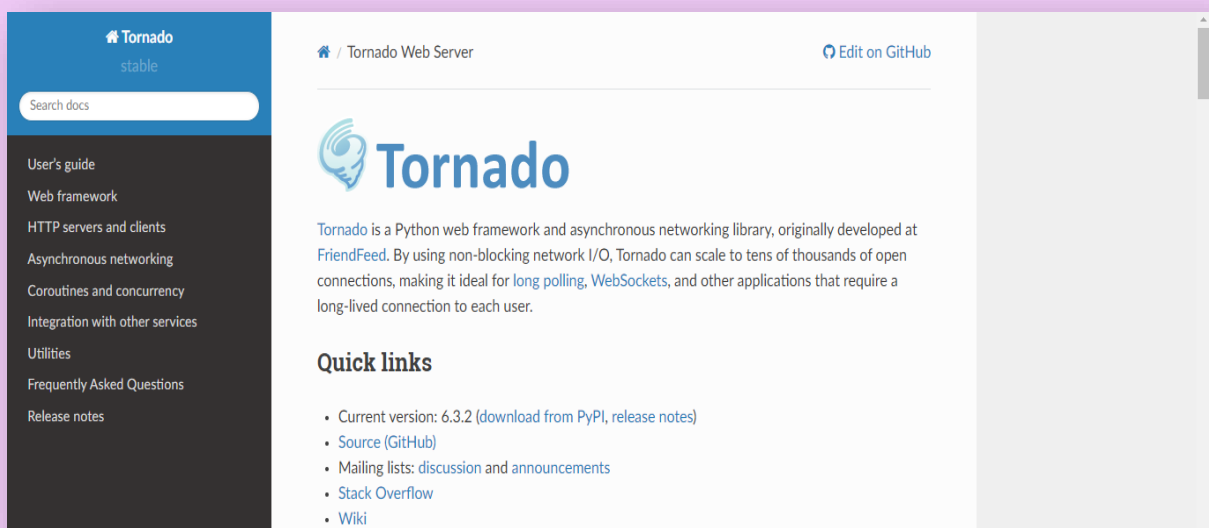 Tornado
stable
Search docs
User's guide
Web framework
HTTP servers and clients
Asynchronous networking
Coroutines and concurrency
Integration with other services
Utilities
Frequently Asked Questions
Release notes
/ Tornado Web Server
Edit on GitHub
Tornado
Tornado is a Python web framework and asynchronous networking library, originally developed at
FriendFeed. By using non-blocking network I/O, Tornado can scale to tens of thousands of open
connections, making it ideal for long polling, WebSockets, and other applications that require a
long-lived connection to each user.
Quick links
• Current version: 6.3.2 (download from PyPI, release notes)
• Source (GitHub)
• Mailing lists: discussion and announcements
• Stack Overflow
• Wiki